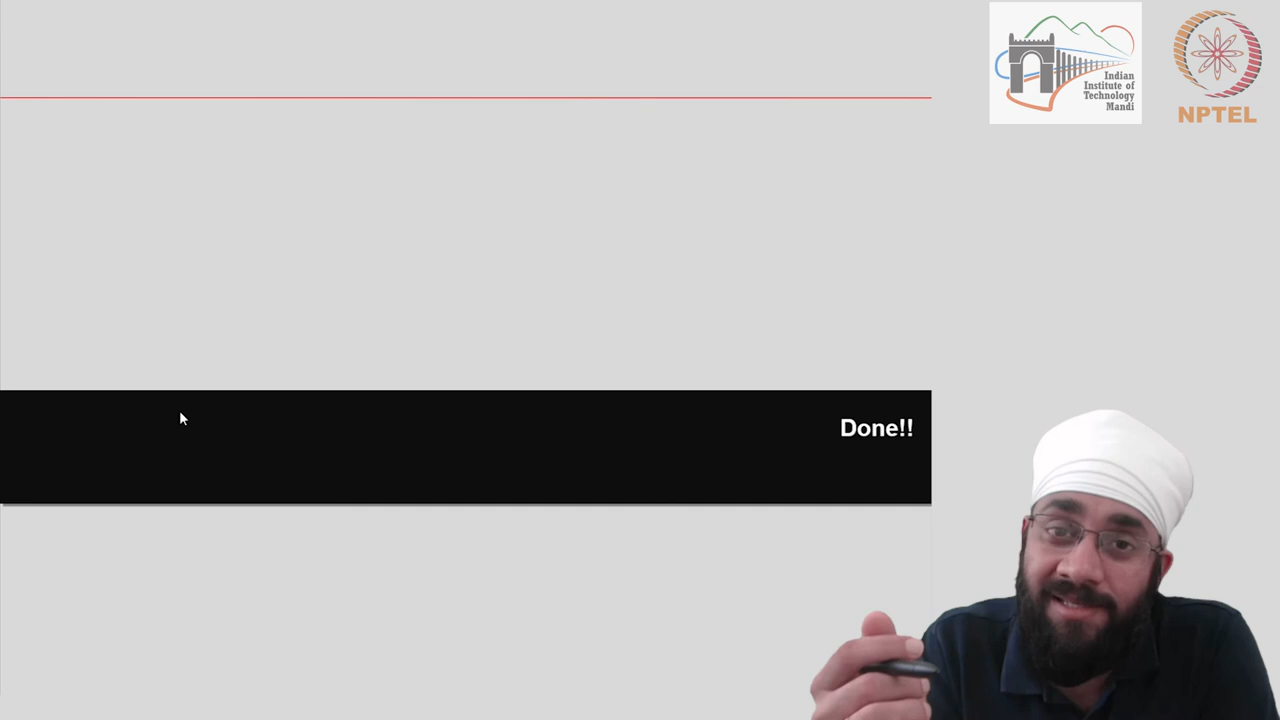 Indian
Institute of
Technology
Mandi
NPTEL
Done!!